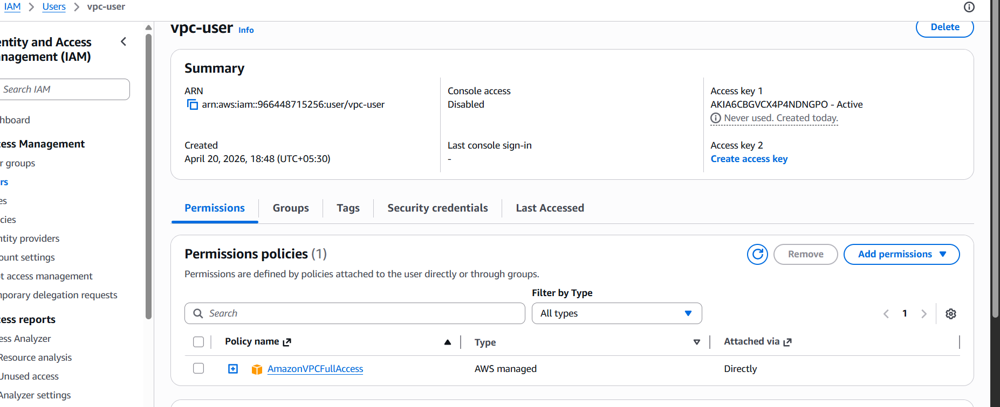 IAM > Users > vpc-user
entity and Access
nagement (IAM)
Search IAM
hboard
cess Management
r groups
rs
es
cies
ntity providers
ount settings
t access management
mporary delegation requests
cess reports
ess Analyzer
Resource analysis
Unused access
Analyzer settings
vpc-user Info
Delete
Summary
ARN
arn:aws:iam::966448715256:user/vpc-user
Created
April 20, 2026, 18:48 (UTC+05:30)
Console access
Disabled
Last console sign-in
-
Access key 1
AKIA6CBGVCX4P4NDNGPO - Active
Never used. Created today.
Access key 2
Create access key
Permissions Groups Tags Security credentials Last Accessed
Permissions policies (1)
Remove Add permissions
Permissions are defined by policies attached to the user directly or through groups.
Filter by Type
Search All types 1
Policy name Type Attached via
AmazonVPCFullAccess AWS managed Directly